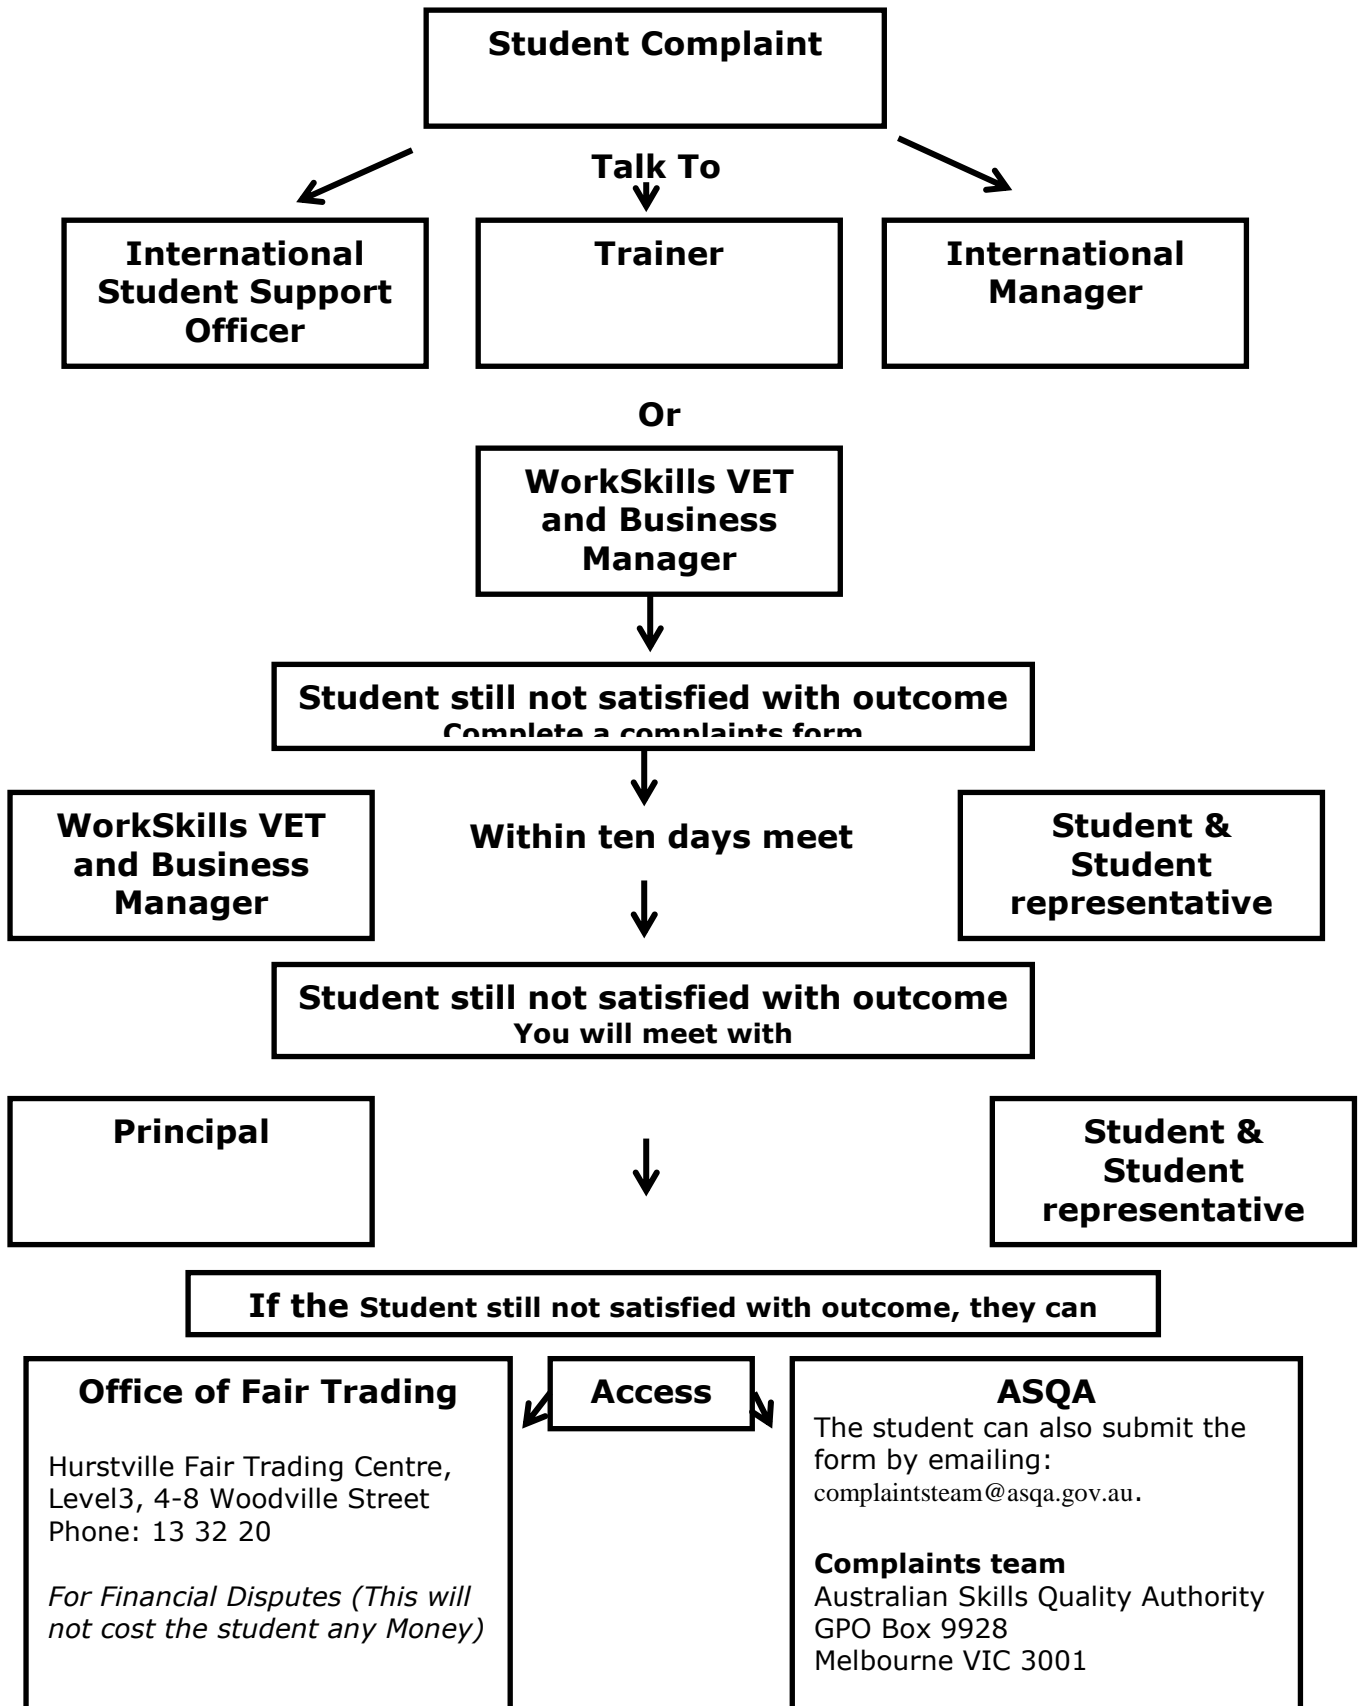 Student Complaint
Talk To
International
Student Support
Officer
Trainer
International
Manager
Or
WorkSkills VET
and Business
Manager
Student still not satisfied with outcome
Complete a complaints form
WorkSkills VET
and Business
Manager
Within ten days meet
Student &
Student
representative
Student still not satisfied with outcome
You will meet with
Principal
Student &
Student
representative
If the Student still not satisfied with outcome, they can
Office of Fair Trading
Hurstville Fair Trading Centre,
Level3, 4-8 Woodville Street
Phone: 13 32 20
For Financial Disputes (This will
not cost the student any Money)
Access
ASQA
The student can also submit the
form by emailing:
complaintsteam@asqa.gov.au.
Complaints team
Australian Skills Quality Authority
GPO Box 9928
Melbourne VIC 3001